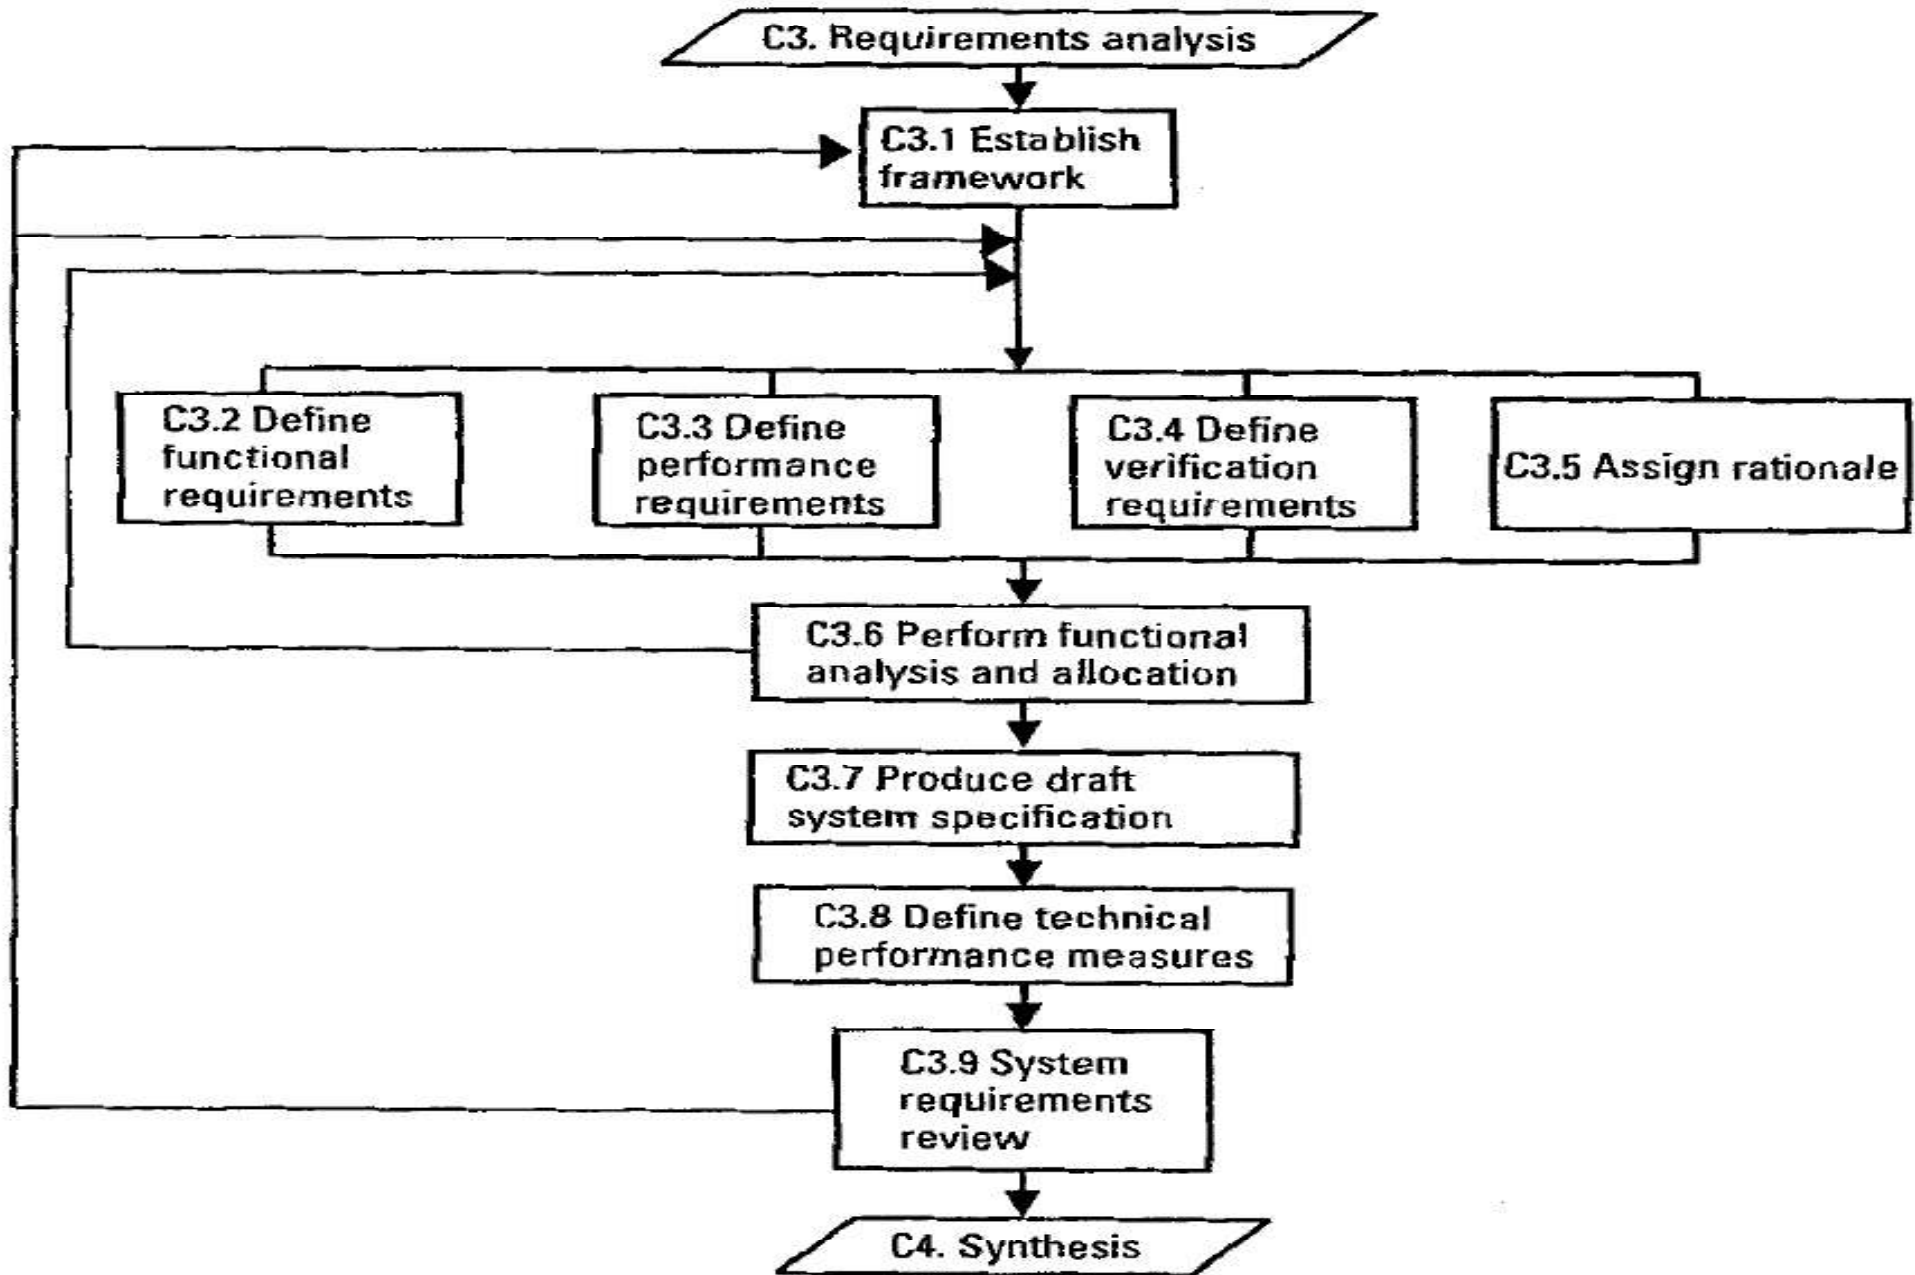 C3. Requirements analysis
C3.1 Establish
framework
C3.2 Define
functional
requirements
C3.3 Define
performance
requirements
C3.4 Define
verification
requirements
C3.5 Assign rationale
C3.6 Perform functional
analysis and allocation
C3.7 Produce draft
system specification
C3.8 Define technical
performance measures
C3.9 System
requirements
review
C4. Synthesis